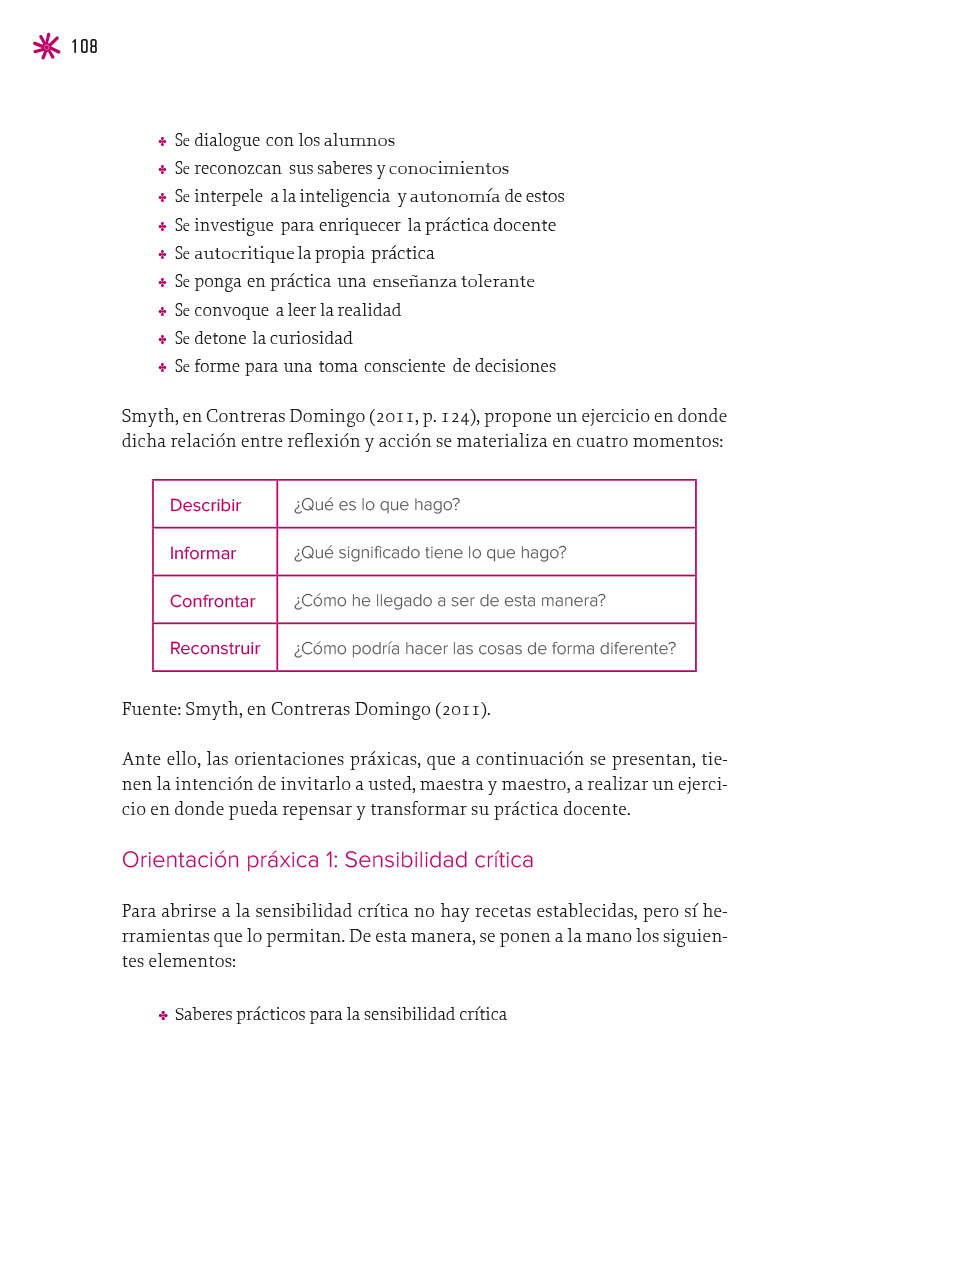 108
Se dialogue con los alumnos
Se reconozcan sus saberes y conocimientos
Se interpele a la inteligencia y autonomía de estos
Se investigue para enriquecer la práctica docente
Se autocritique la propia práctica
Se ponga en práctica una enseñanza tolerante
Se convoque a leer la realidad
Se detone la curiosidad
Se forme para una toma consciente de decisiones
Smyth, en Contreras Domingo (2011, p. 124), propone un ejercicio en donde
dicha relación entre reflexión y acción se materializa en cuatro momentos:
Describir ¿Qué es lo que hago?
Informar ¿Qué significado tiene lo que hago?
Confrontar ¿Cómo he llegado a ser de esta manera?
Reconstruir ¿Cómo podría hacer las cosas de forma diferente?
Fuente: Smyth, en Contreras Domingo (2011).
Ante ello, las orientaciones práxicas, que a continuación se presentan, tie-
nen la intención de invitarlo a usted, maestra y maestro, a realizar un ejerci-
cio en donde pueda repensar y transformar su práctica docente.
Orientación práxica 1: Sensibilidad crítica
Para abrirse a la sensibilidad crítica no hay recetas establecidas, pero sí he-
rramientas que lo permitan. De esta manera, se ponen a la mano los siguien-
tes elementos:
Saberes prácticos para la sensibilidad crítica